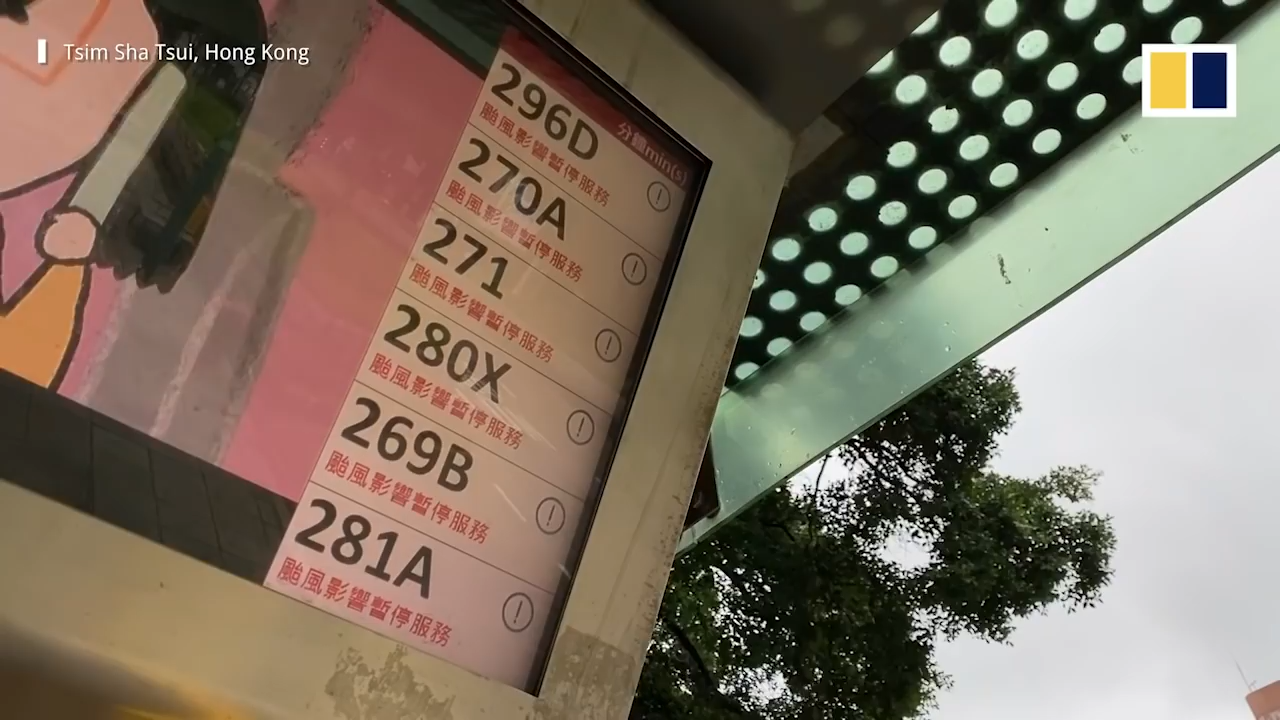 Tsim Sha Tsui, Hong Kong
分鐘min(s)
296D
颱風影響暫停服務
270A
颱風影響暫停服務
271
颱風影響暫停服務
280X
颱風影響暫停服務
269B
颱風影響暫停服務
281A
颱風影響暫停服務